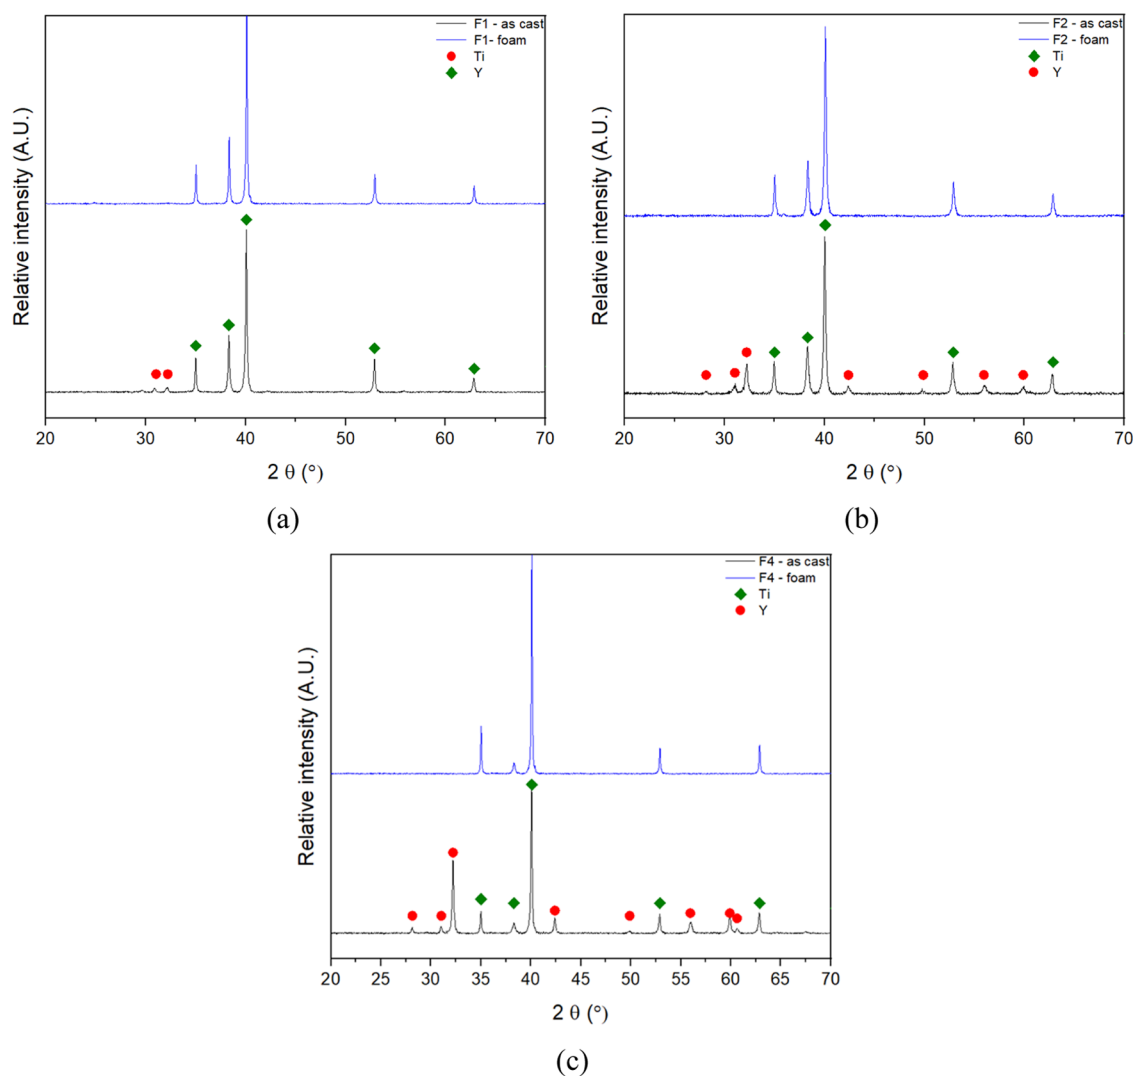 F1 - as cast
F1- foam
Ti
Y
Relative intensity (A.U.)
20 30 40 50 60 70
2 θ (°)
(a)
F2 - as cast
F2 - foam
Ti
Y
Relative intensity (A.U.)
20 30 40 50 60 70
2 θ (°)
(b)
F4 - as cast
F4 - foam
Ti
Y
Relative intensity (A.U.)
20 25 30 35 40 45 50 55 60 65 70
2 θ (°)
(c)